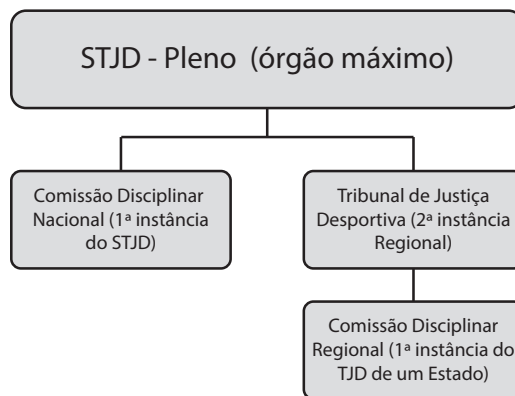 STJD - Pleno (órgão máximo)
Comissão Disciplinar
Nacional (1ª instância
do STJD)
Tribunal de Justiça
Desportiva (2ª instância
Regional)
Comissão Disciplinar
Regional (1ª instância do
TJD de um Estado)